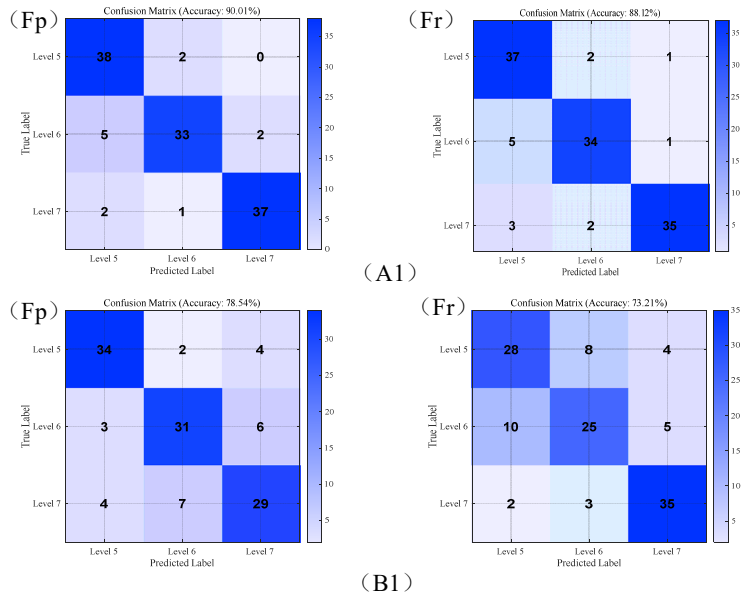 (Fp)
Confusion Matrix (Accuracy: 90.01%)
True Label
Level 5
Level 6
Level 7
38 2 0
5 33 2
2 1 37
Level 5 Level 6 Level 7
Predicted Label
35
30
25
20
15
10
5
0
(Fr)
Confusion Matrix (Accuracy: 88.12%)
True Label
Level 5
Level 6
Level 7
37 2 1
5 34 1
3 2 35
Level 5 Level 6 Level 7
Predicted Label
35
30
25
20
15
10
5
(A1)
(Fp)
Confusion Matrix (Accuracy: 78.54%)
True Label
Level 5
Level 6
Level 7
34 2 4
3 31 6
4 7 29
Level 5 Level 6 Level 7
Predicted Label
30
25
20
15
10
5
(Fr)
Confusion Matrix (Accuracy: 73.21%)
True Label
Level 5
Level 6
Level 7
28 8 4
10 25 5
2 3 35
Level 5 Level 6 Level 7
Predicted Label
35
30
25
20
15
10
5
(B1)